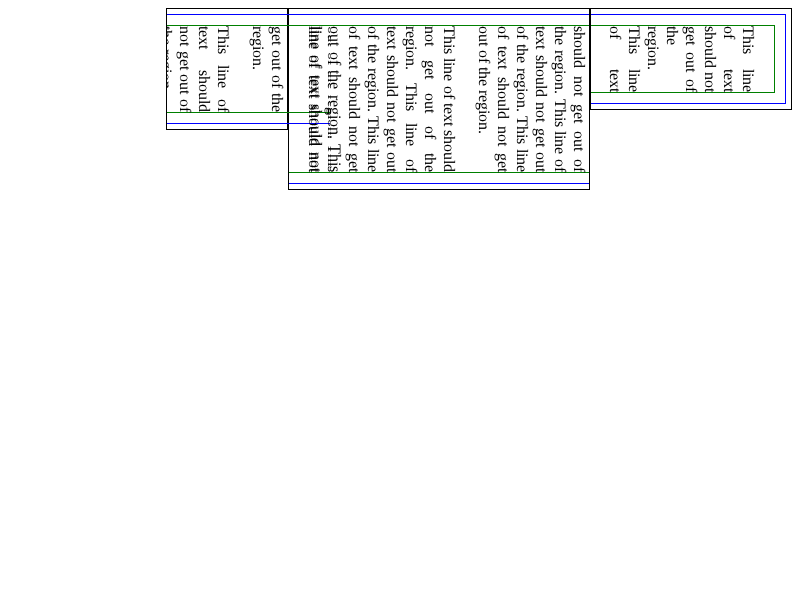 This line
of text
should not
get out of
the
region.
This line
of text
should not get out of
the region. This line of
text should not get out
of the region. This line
of text should not get
out of the region.
This line of text should
not get out of the
region. This line of
text should not get out
of the region. This line
of text should not get
out of the region. This
line of text should not
get out of the
region.
This line of
text should
not get out of